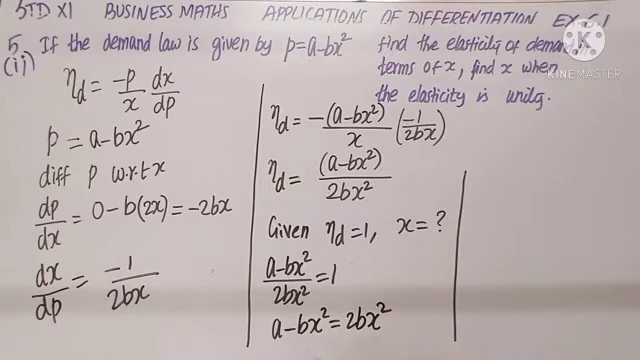 STD XI BUSINESS MATHS APPLICATIONS OF DIFFERENTIATION EX 6.1
5. If the demand law is given by p=a-bx² find the elasticity of demand
(ii) terms of x, find x when
the elasticity is unity.
KINEMASTER
η_d = -p/x dx/dp
p = a-bx²
diff p w.r.t x
dp/dx = 0-b(2x) = -2bx
dx/dp = -1/2bx
η_d = -(a-bx²)/x (-1/2bx)
η_d = (a-bx²)/2bx²
Given η_d=1, x=?
a-bx²/2bx² = 1
a-bx² = 2bx²